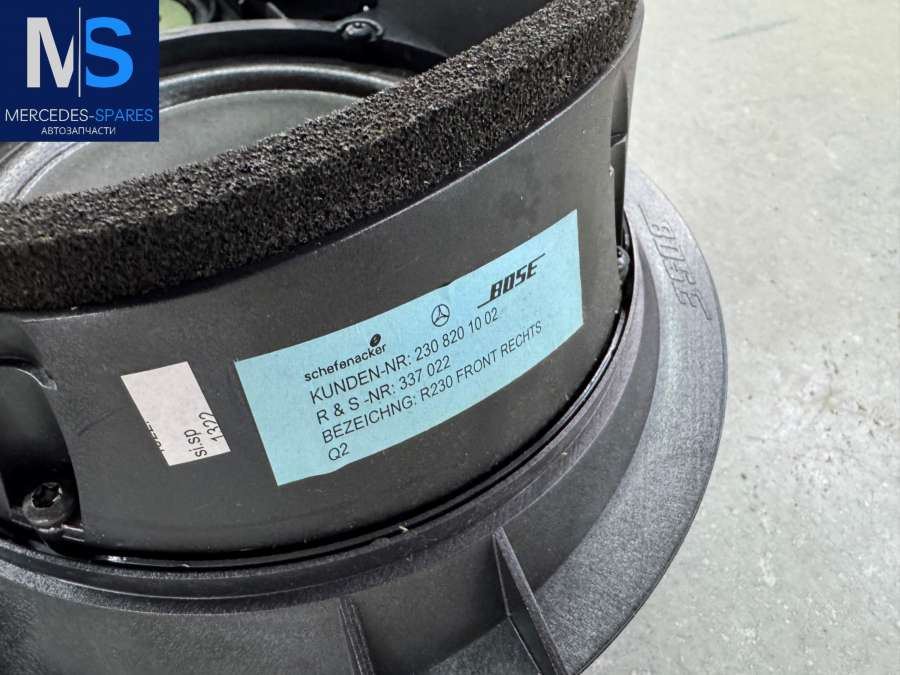 MS
MERCEDES-SPARES
АВТОЗАПЧАСТИ
BOSE
schefenacker
BOSE
KUNDEN-NR: 230 820 10 02
R & S -NR: 337 022
BEZEICHNG: R230 FRONT RECHTS
Q2
si.sp
1322